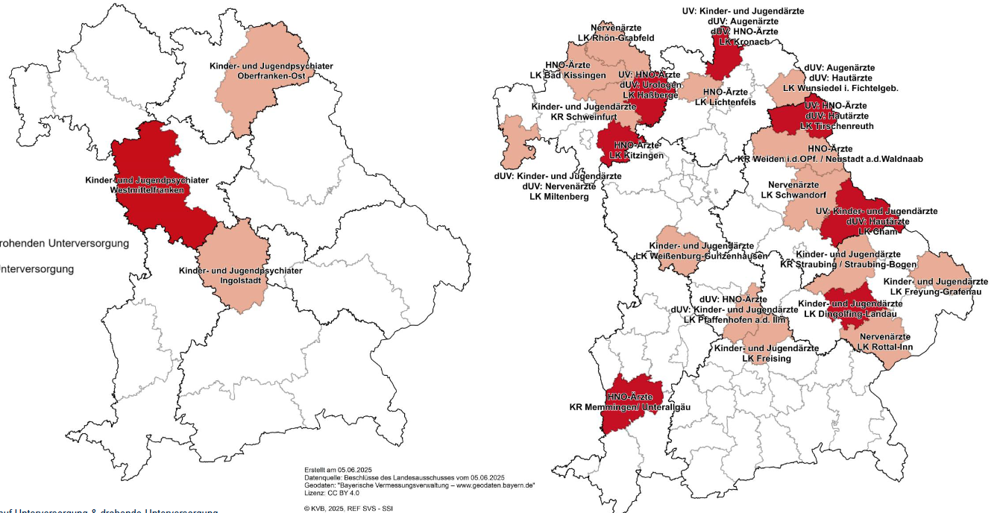 Kinder- und Jugendpsychiater
Oberfranken-Ost
Kinder- und Jugendpsychiater
Westmittelfranken
rohenden Unterversorgung
Unterversorgung
Kinder- und Jugendpsychiater
Ingolstadt
Erstellt am 05.06.2025
Datenquelle: Beschlüsse des Landesausschusses vom 05.06.2025
Geodaten: "Bayerische Vermessungsverwaltung – www.geodaten.bayern.de"
Lizenz: CC BY 4.0
© KVB, 2025, REF SVS - SSI
auf Unterversorgung & drohende Unterversorgung
UV: Kinder- und Jugendärzte
dUV: Augenärzte
dUV: HNO-Ärzte
LK Kronach
Nervenärzte
LK Rhön-Grabfeld
HNO-Ärzte
LK Bad Kissingen
UV: HNO-Ärzte
dUV: Urologen
LK Haßberge
HNO-Ärzte
LK Lichtenfels
dUV: Augenärzte
dUV: Hautärzte
LK Wunsiedel i. Fichtelgeb.
Kinder- und Jugendärzte
KR Schweinfurt
UV: HNO-Ärzte
dUV: Hautärzte
LK Tirschenreuth
HNO-Ärzte
LK Kitzingen
HNO-Ärzte
KR Weiden i.d.OPf. / Neustadt a.d.Waldnaab
dUV: Kinder- und Jugendärzte
dUV: Nervenärzte
LK Miltenberg
Nervenärzte
LK Schwandorf
UV: Kinder- und Jugendärzte
dUV: Hautärzte
LK Cham
Kinder- und Jugendärzte
LK Weißenburg-Gunzenhausen
Kinder- und Jugendärzte
KR Straubing / Straubing-Bogen
Kinder- und Jugendärzte
LK Freyung-Grafenau
dUV: HNO-Ärzte
dUV: Kinder- und Jugendärzte
LK Pfaffenhofen a.d. Ilm
Kinder- und Jugendärzte
LK Dingolfing-Landau
Nervenärzte
LK Rottal-Inn
Kinder- und Jugendärzte
LK Freising
HNO-Ärzte
KR Memmingen/ Unterallgäu